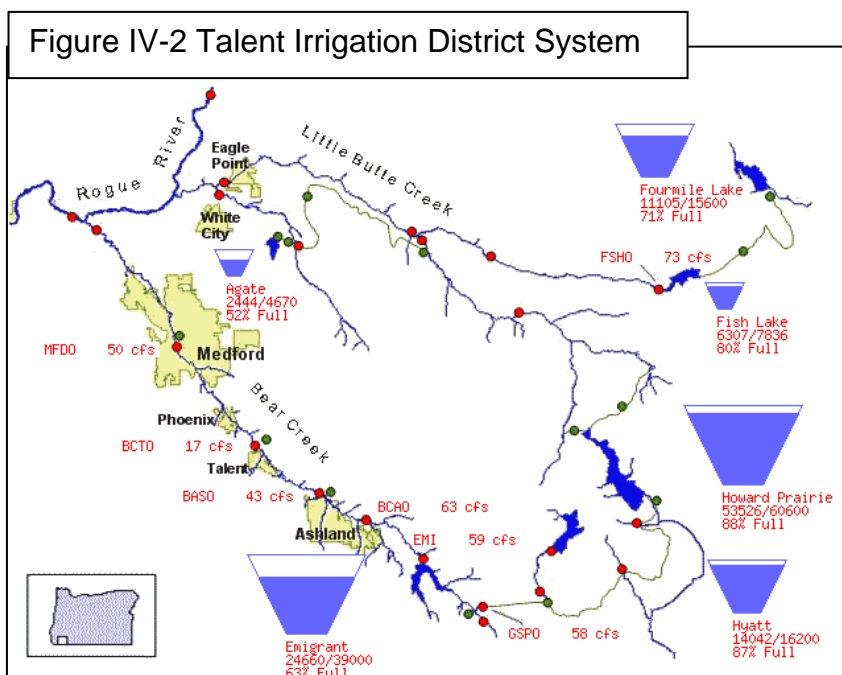 Figure IV-2 Talent Irrigation District System
Rogue River
Eagle
Point
Little Butte Creek
White
City
Fourmile Lake
11105/15600
71% Full
FSHO 73 cfs
Agate
2444/4670
52% Full
Fish Lake
6307/7836
80% Full
MFDO 50 cfs
Medford
Bear Creek
Phoenix
BCTO 17 cfs
Talent
Howard Prairie
53526/60600
88% Full
BASO 43 cfs
BCAO 63 cfs
Ashland
EMI 59 cfs
GSPO 58 cfs
Hyatt
14042/16200
87% Full
Emigrant
24660/39000
63% Full